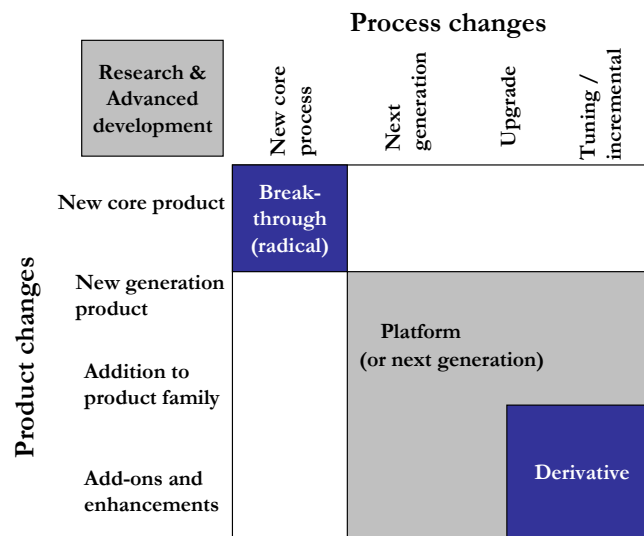 Process changes
Research &
Advanced
development
New core
process
Next
generation
Upgrade
Tuning /
incremental
Product changes
New core product
Break-
through
(radical)
New generation
product
Platform
(or next generation)
Addition to
product family
Add-ons and
enhancements
Derivative